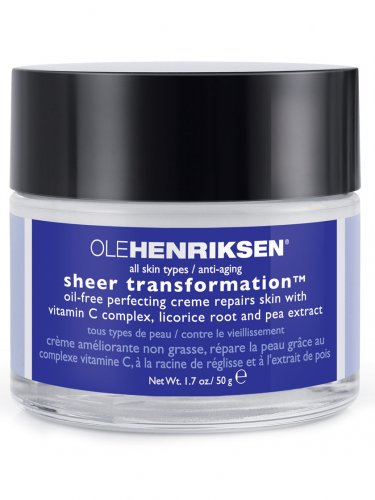 OLEHENRIKSEN®
all skin types / anti-aging
sheer transformation™
oil-free perfecting creme repairs skin with
vitamin C complex, licorice root and pea extract
tous types de peau / contre le vieillissement
crème améliorante non grasse, répare la peau grâce au
complexe vitamine C, à la racine de réglisse et à l'extrait de pois
Net Wt. 1.7 oz./ 50 g ℮